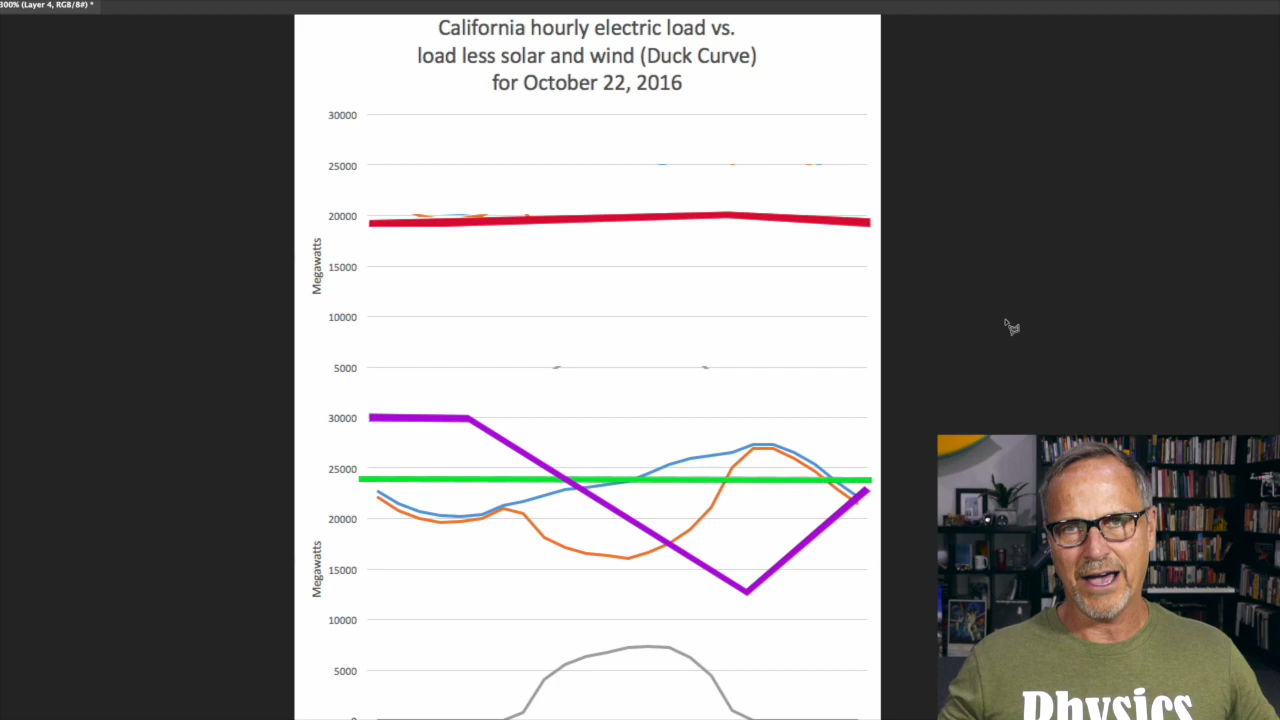 300% (Layer 4, RGB/8#) *
California hourly electric load vs.
load less solar and wind (Duck Curve)
for October 22, 2016
30000
25000
20000
15000
10000
5000
Megawatts
30000
25000
20000
15000
10000
5000
Megawatts
Physics